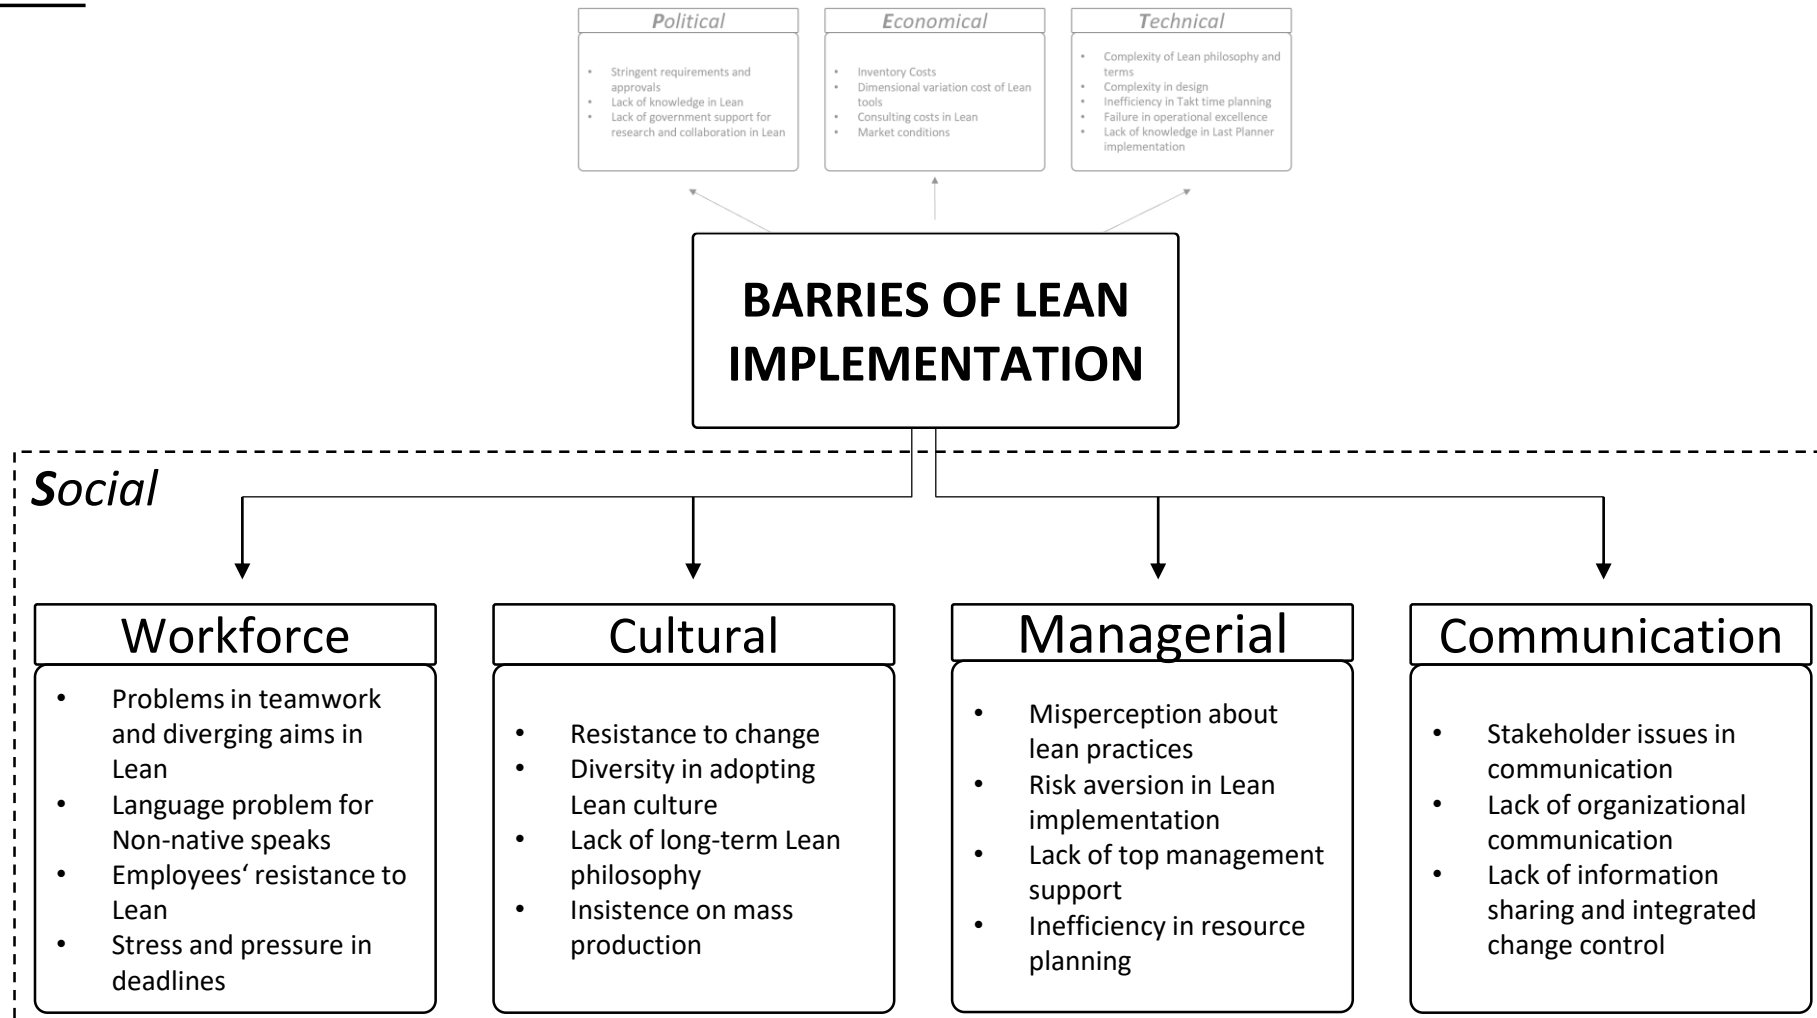 Political
• Stringent requirements and
approvals
• Lack of knowledge in Lean
• Lack of government support for
research and collaboration in Lean
Economical
• Inventory Costs
• Dimensional variation cost of Lean
tools
• Consulting costs in Lean
• Market conditions
Technical
• Complexity of Lean philosophy and
terms
• Complexity in design
• Inefficiency in Takt time planning
• Failure in operational excellence
• Lack of knowledge in Last Planner
implementation
BARRIES OF LEAN
IMPLEMENTATION
Social
Workforce
• Problems in teamwork
and diverging aims in
Lean
• Language problem for
Non-native speaks
• Employees‘ resistance to
Lean
• Stress and pressure in
deadlines
Cultural
• Resistance to change
• Diversity in adopting
Lean culture
• Lack of long-term Lean
philosophy
• Insistence on mass
production
Managerial
• Misperception about
lean practices
• Risk aversion in Lean
implementation
• Lack of top management
support
• Inefficiency in resource
planning
Communication
• Stakeholder issues in
communication
• Lack of organizational
communication
• Lack of information
sharing and integrated
change control